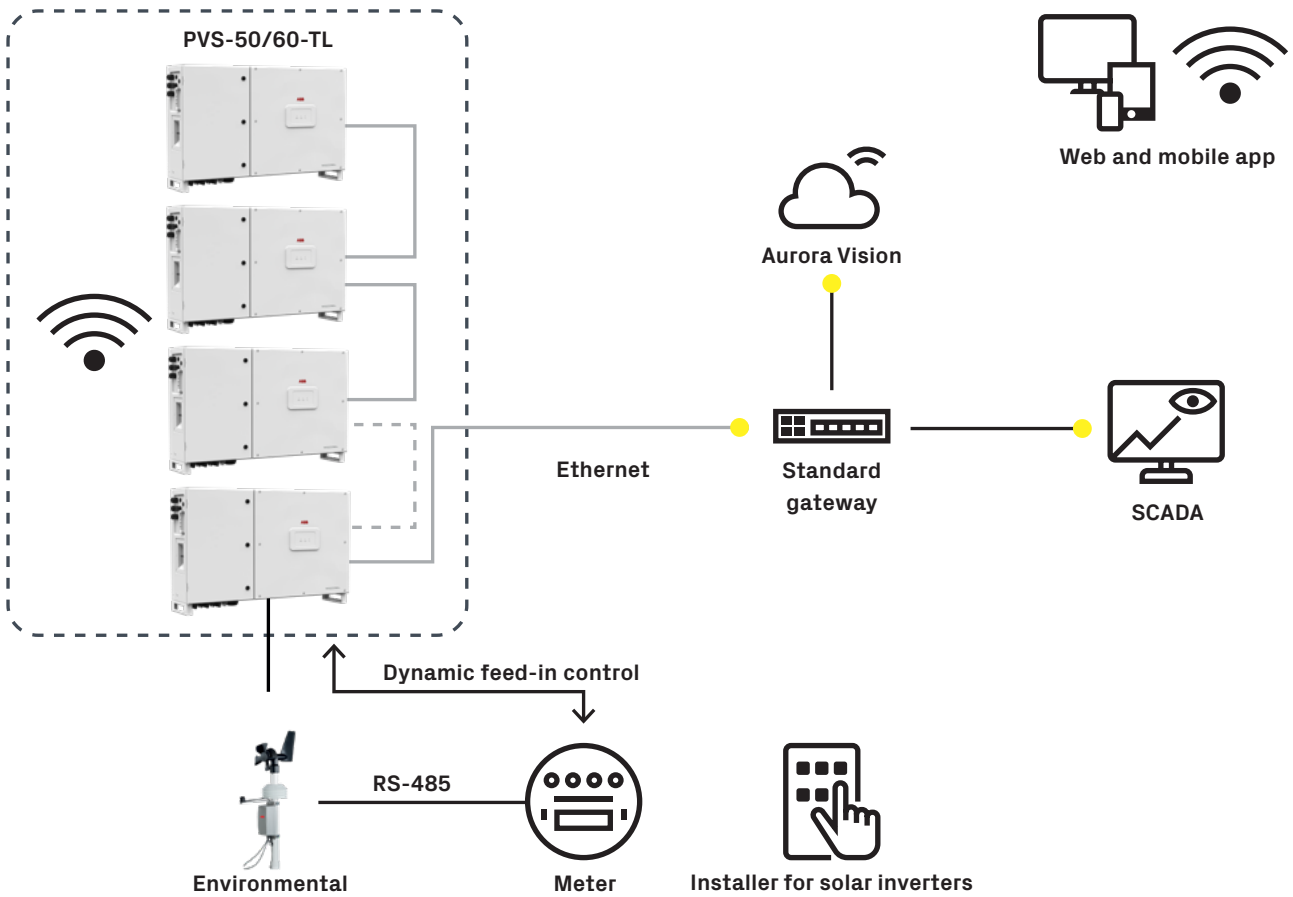 PVS-50/60-TL
Web and mobile app
Aurora Vision
Ethernet
Standard
gateway
SCADA
Dynamic feed-in control
RS-485
Environmental
Meter
Installer for solar inverters